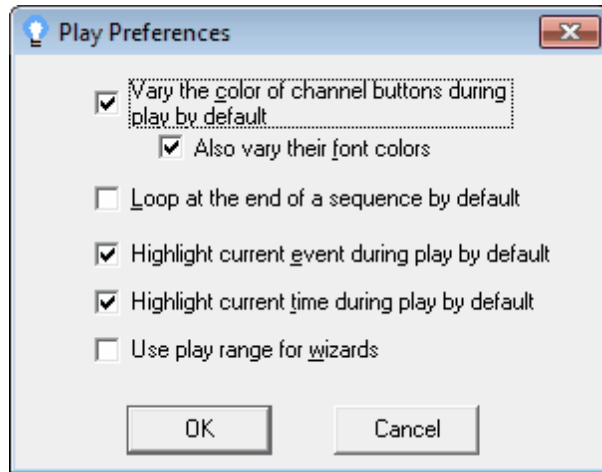 Play Preferences
Vary the color of channel buttons during
play by default
Also vary their font colors
Loop at the end of a sequence by default
Highlight current event during play by default
Highlight current time during play by default
Use play range for wizards
OK
Cancel